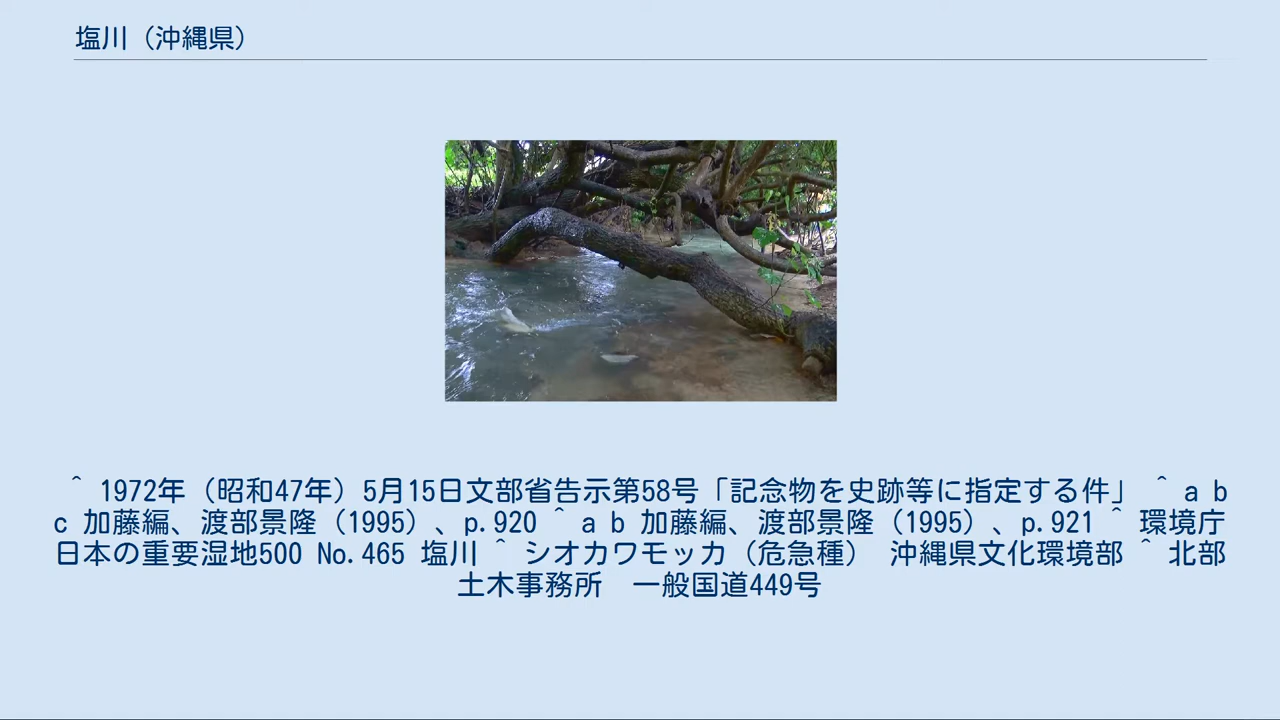 塩川（沖縄県）
^ 1972年（昭和47年）5月15日文部省告示第58号「記念物を史跡等に指定する件」 ^ a b
c 加藤編、渡部景隆（1995）、p.920 ^ a b 加藤編、渡部景隆（1995）、p.921 ^ 環境庁
日本の重要湿地500 No.465 塩川 ^ シオカワモッカ（危急種） 沖縄県文化環境部 ^ 北部
土木事務所　一般国道449号